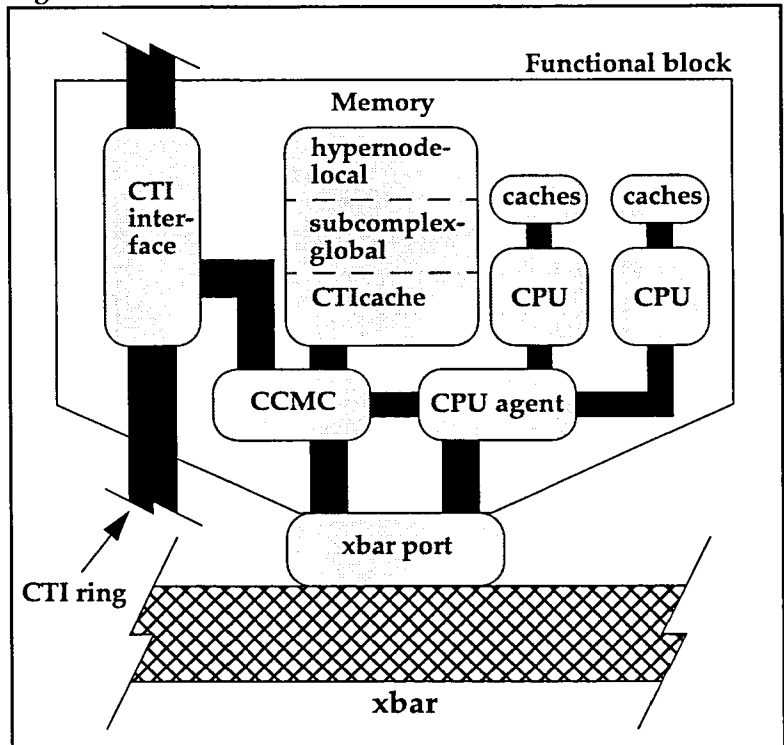 Functional block
Memory
hypernode-
local
subcomplex-
global
CTIcache
CTI
inter-
face
caches
caches
CPU
CPU
CCMC
CPU agent
xbar port
CTI ring
xbar